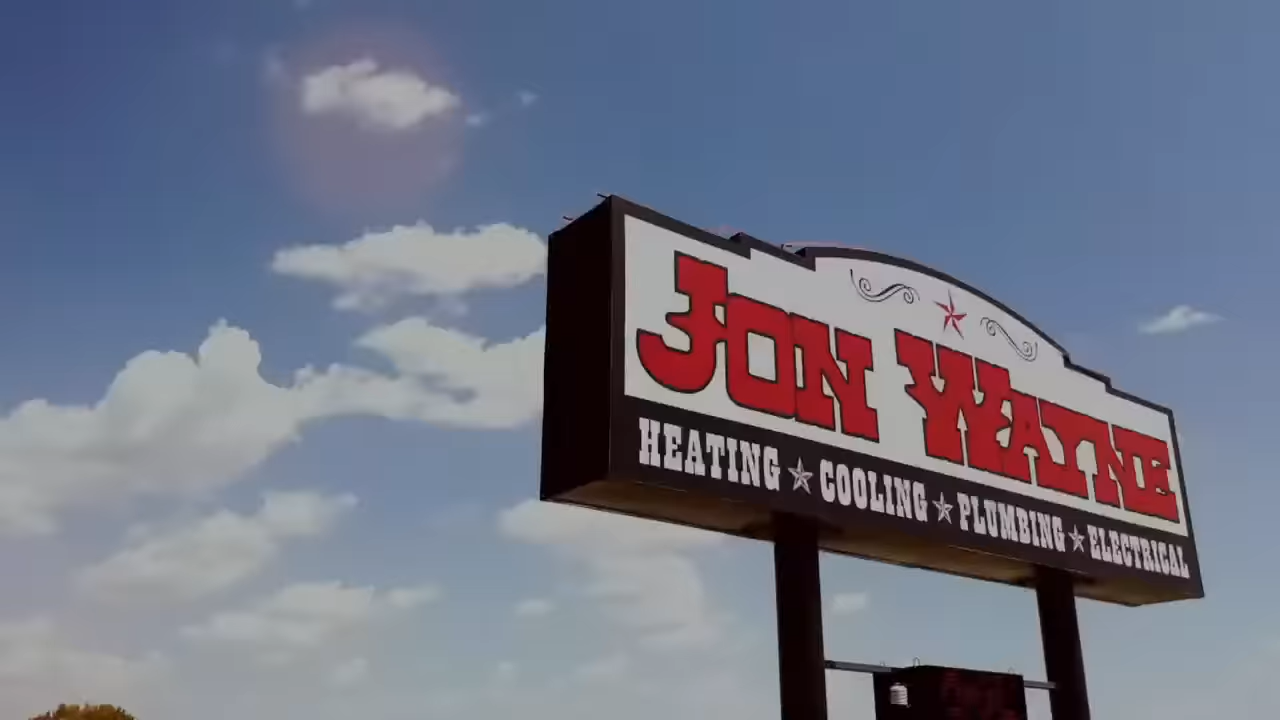 JON WAYNE
HEATING ★ COOLING ★ PLUMBING ★ ELECTRICAL